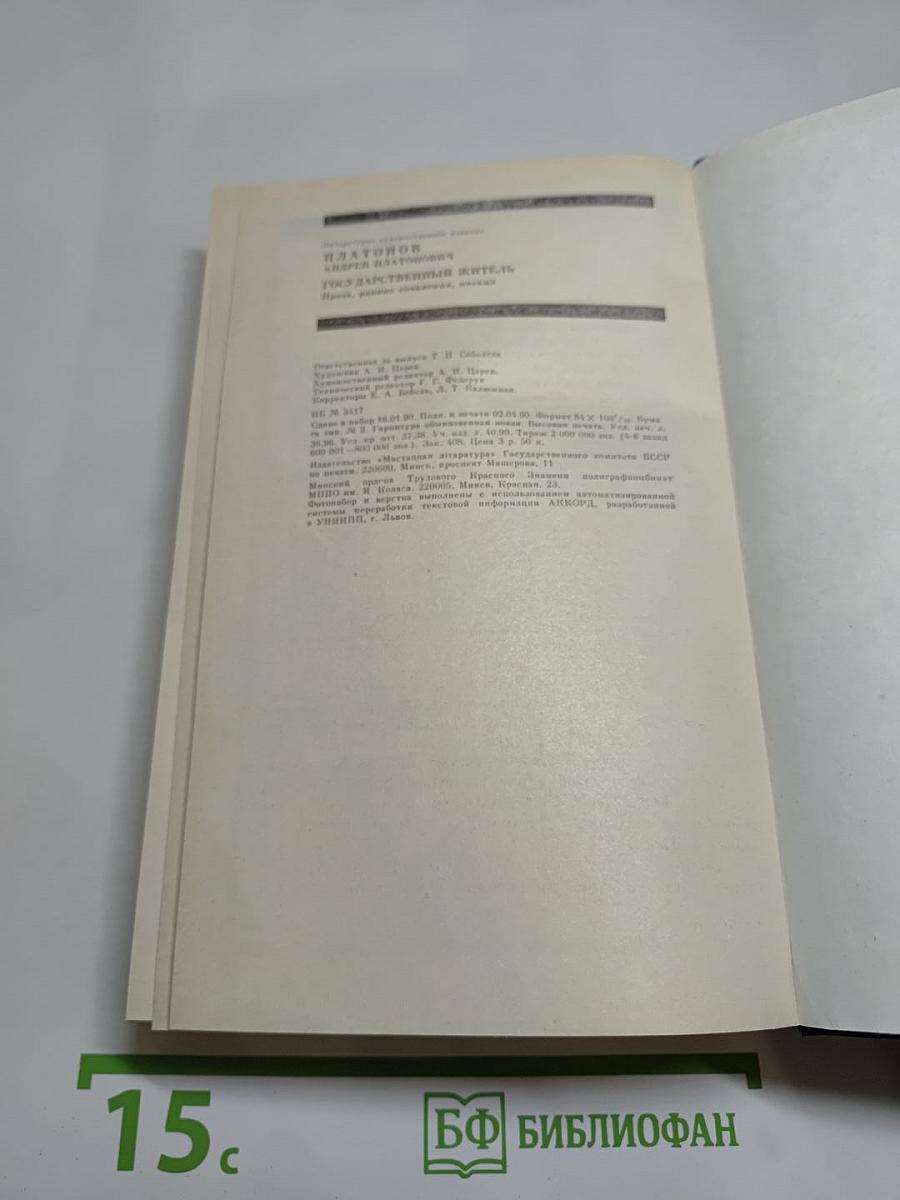 Литературно-художественное издание
ПЛАТОНОВ
АНДРЕЙ ПЛАТОНОВИЧ
ГОСУДАРСТВЕННЫЙ ЖИТЕЛЬ
Проза, ранние сочинения, письма
Ответственная за выпуск Т. Н. Соболева
Художник А. И. Царев.
Художественный редактор А. И. Царев.
Технический редактор Г. Г. Федерук
Корректоры Е. А. Бебель, Л. Т. Калюжная.
ИБ № 3417
Сдано в набор 16.01.90. Подп. к печати 02.04.90. Формат 84 × 108¹/₃₂. Бума
га тип. № 2. Гарнитура обыкновенная новая. Высокая печать. Усл. печ. л.
36,96. Усл. кр.-отт. 37,38. Уч. изд. л. 40,99. Тираж 2 000 000 экз. (4-й завод
600 001—800 000 экз.). Зак. 408. Цена 3 р. 50 к.
Издательство «Мастацкая літаратура» Государственного комитета БССР
по печати. 220600, Минск, проспект Машерова, 11
Минский ордена Трудового Красного Знамени полиграфкомбинат
МППО им. Я. Коласа. 220005, Минск, Красная, 23.
Фотонабор и верстка выполнены с использованием автоматизированной
системы переработки текстовой информации АККОРД, разработанной
в УНИИПП, г. Львов.
15 с
БФ БИБЛИОФАН